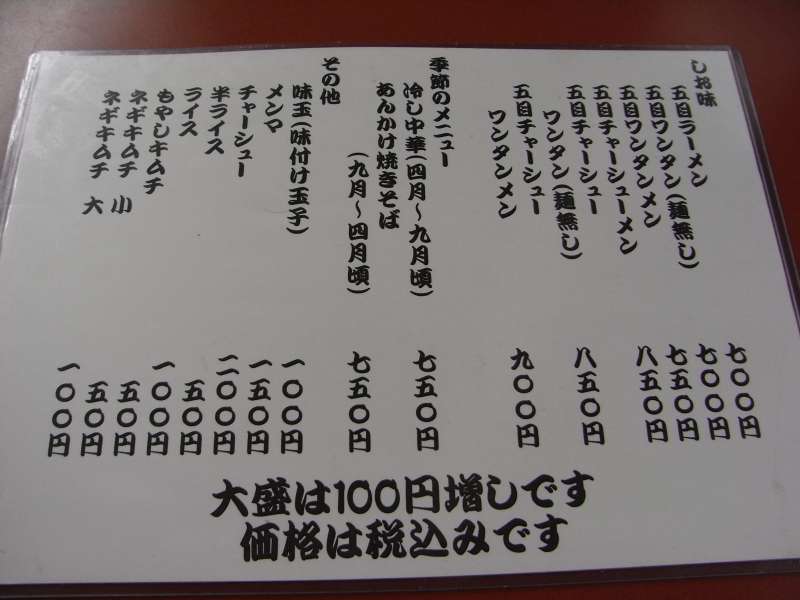 しお味
五目ラーメン 七〇〇円
五目ワンタン(麺無し) 七〇〇円
五目ワンタンメン 七五〇円
五目チャーシューメン 八五〇円
五目チャーシュー
ワンタン(麺無し) 八五〇円
五目チャーシュー
ワンタンメン 九〇〇円
季節のメニュー
冷し中華(四月〜九月頃) 七五〇円
あんかけ焼きそば
(九月〜四月頃) 七五〇円
その他
味玉(味付け玉子) 一〇〇円
メンマ 一五〇円
チャーシュー 二〇〇円
半ライス 五〇円
ライス 一〇〇円
もやしキムチ 五〇円
ネギキムチ 小 五〇円
ネギキムチ 大 一〇〇円
大盛は100円増しです
価格は税込みです